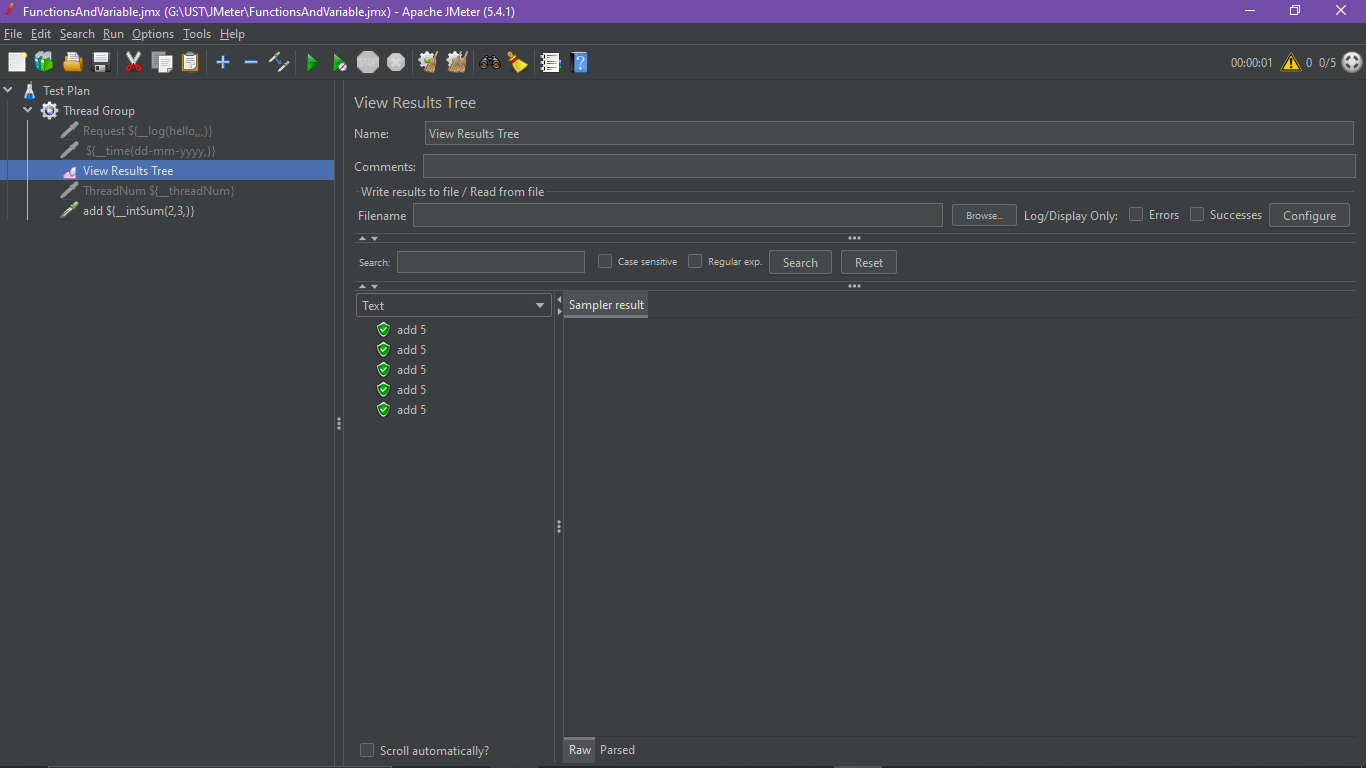 FunctionsAndVariable.jmx (G:\UST\JMeter\FunctionsAndVariable.jmx) - Apache JMeter (5.4.1)
File Edit Search Run Options Tools Help
STOP 00:00:01 0 0/5
Test Plan
Thread Group
Request ${__log(hello,,,)}
${__time(dd-mm-yyyy,)}
View Results Tree
ThreadNum ${__threadNum}
add ${__intSum(2,3,)}
View Results Tree
Name: View Results Tree
Comments:
Write results to file / Read from file
Filename Browse... Log/Display Only: Errors Successes Configure
Search: Case sensitive Regular exp. Search Reset
Text
Sampler result
add 5
add 5
add 5
add 5
add 5
Scroll automatically?
Raw Parsed